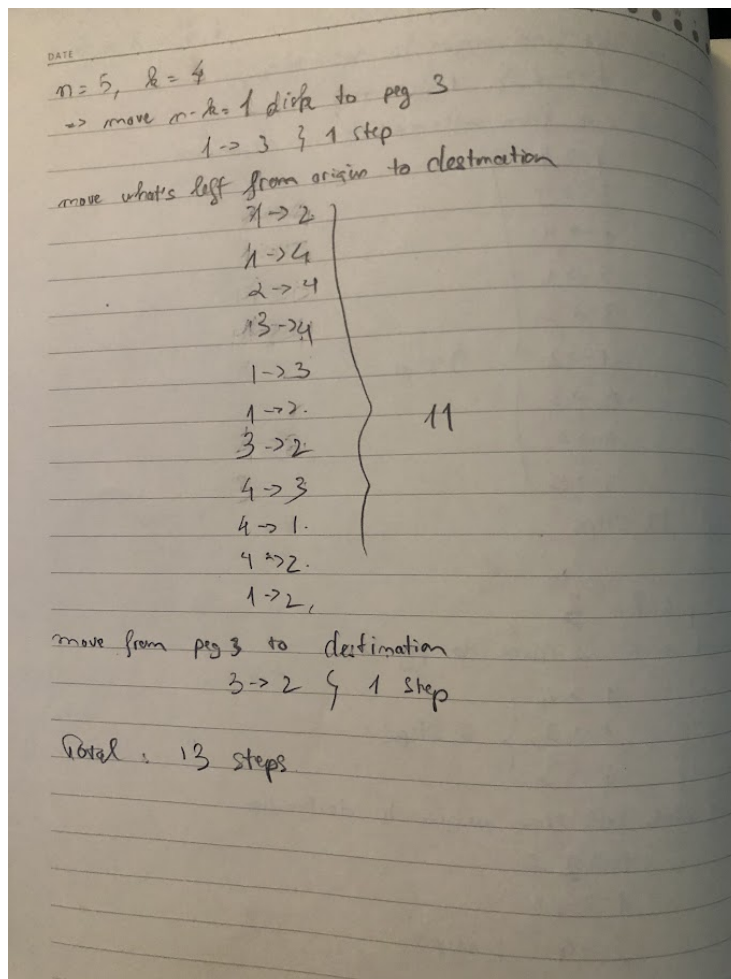 DATE
n = 5, k = 4
=> move n-k = 1 disk to peg 3
1 -> 3 } 1 step
move what's left from origin to destination
1 -> 2
1 -> 4
2 -> 4
3 -> 4
1 -> 3
1 -> 2.
3 -> 2
4 -> 3
4 -> 1.
4 -> 2.
1 -> 2,
11
move from peg 3 to destination
3 -> 2 } 1 step
Total : 13 steps